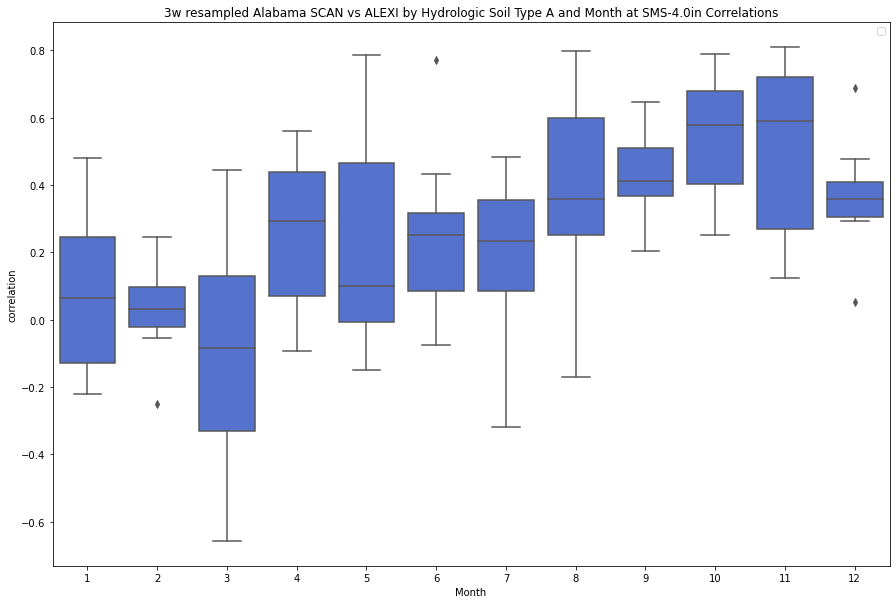 3w resampled Alabama SCAN vs ALEXI by Hydrologic Soil Type A and Month at SMS-4.0in Correlations
0.8
0.6
0.4
0.2
0.0
−0.2
−0.4
−0.6
correlation
1 2 3 4 5 6 7 8 9 10 11 12
Month